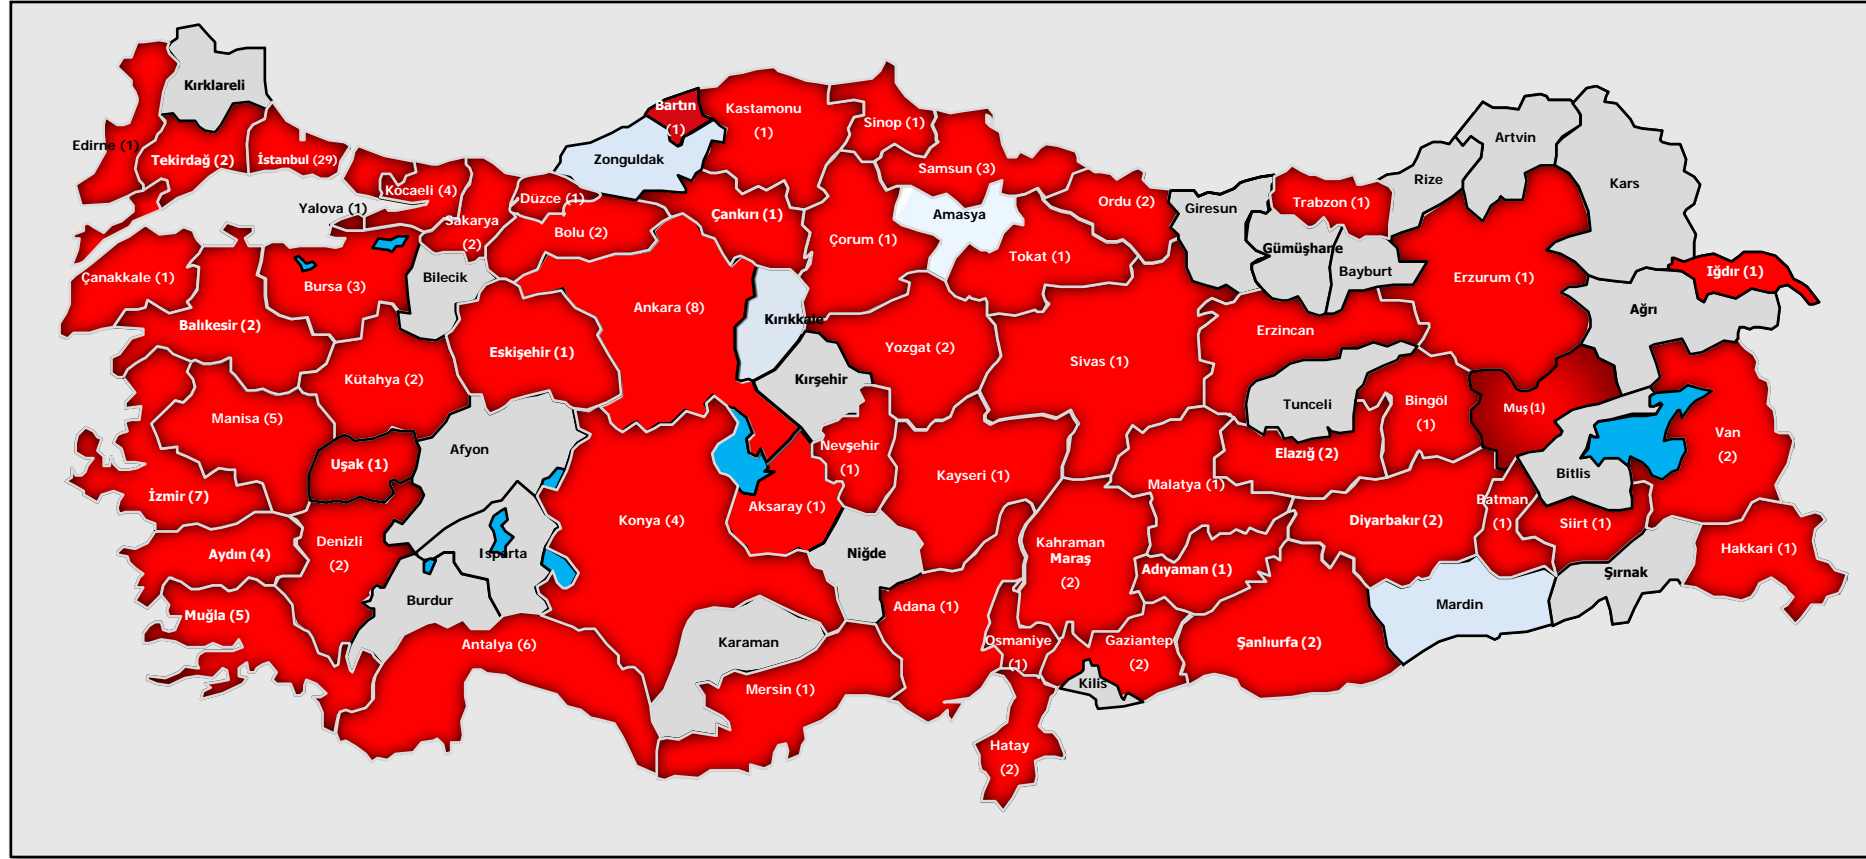 Kırklareli
Edirne (1)
Tekirdağ (2)
İstanbul (29)
Kocaeli (4)
Yalova (1)
Sakarya
(2)
Düzce (1)
Bolu (2)
Zonguldak
Bartın
(1)
Kastamonu
(1)
Çankırı (1)
Sinop (1)
Samsun (3)
Amasya
Çorum (1)
Tokat (1)
Ordu (2)
Giresun
Gümüşhane
Bayburt
Trabzon (1)
Rize
Artvin
Kars
Iğdır (1)
Ağrı
Erzurum (1)
Erzincan
Çanakkale (1)
Balıkesir (2)
Bursa (3)
Bilecik
Eskişehir (1)
Kütahya (2)
Ankara (8)
Kırıkkale
Kırşehir
Yozgat (2)
Sivas (1)
Tunceli
Bingöl
(1)
Muş (1)
Van
(2)
Bitlis
Manisa (5)
Uşak (1)
Afyon
İzmir (7)
Aydın (4)
Denizli
(2)
Muğla (5)
Burdur
Isparta
Antalya (6)
Konya (4)
Aksaray (1)
Nevşehir
(1)
Niğde
Kayseri (1)
Karaman
Mersin (1)
Adana (1)
Osmaniye
(1)
Hatay
(2)
Kahraman
Maraş
(2)
Gaziantep
(2)
Kilis
Adıyaman (1)
Malatya (1)
Elazığ (2)
Diyarbakır (2)
Şanlıurfa (2)
Mardin
Batman
(1)
Siirt (1)
Şırnak
Hakkari (1)